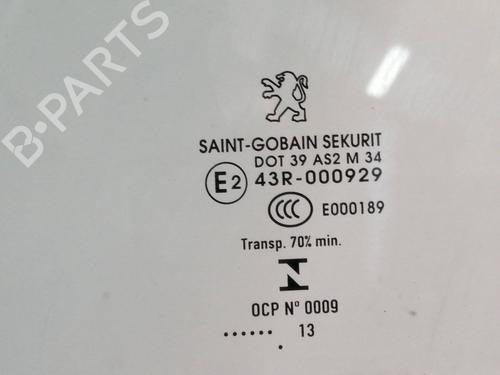 B-PARTS
SAINT-GOBAIN SEKURIT
DOT 39 AS2 M 34
E2 43R-000929
CCC E000189
Transp. 70% min.
OCP Nº 0009
...... 13
.